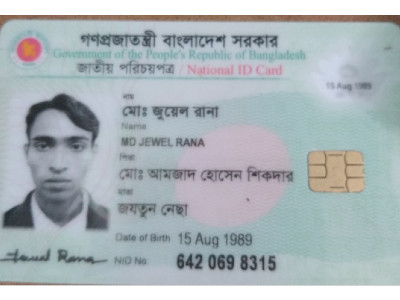 গণপ্রজাতন্ত্রী বাংলাদেশ সরকার
Government of the People's Republic of Bangladesh
জাতীয় পরিচয়পত্র / National ID Card
15 Aug 1989
নাম
মোঃ জুয়েল রানা
Name
MD JEWEL RANA
পিতা
মোঃ আমজাদ হোসেন শিকদার
মাতা
জযতুন নেছা
Date of Birth 15 Aug 1989
Jewel Rana
NID No. 642 069 8315